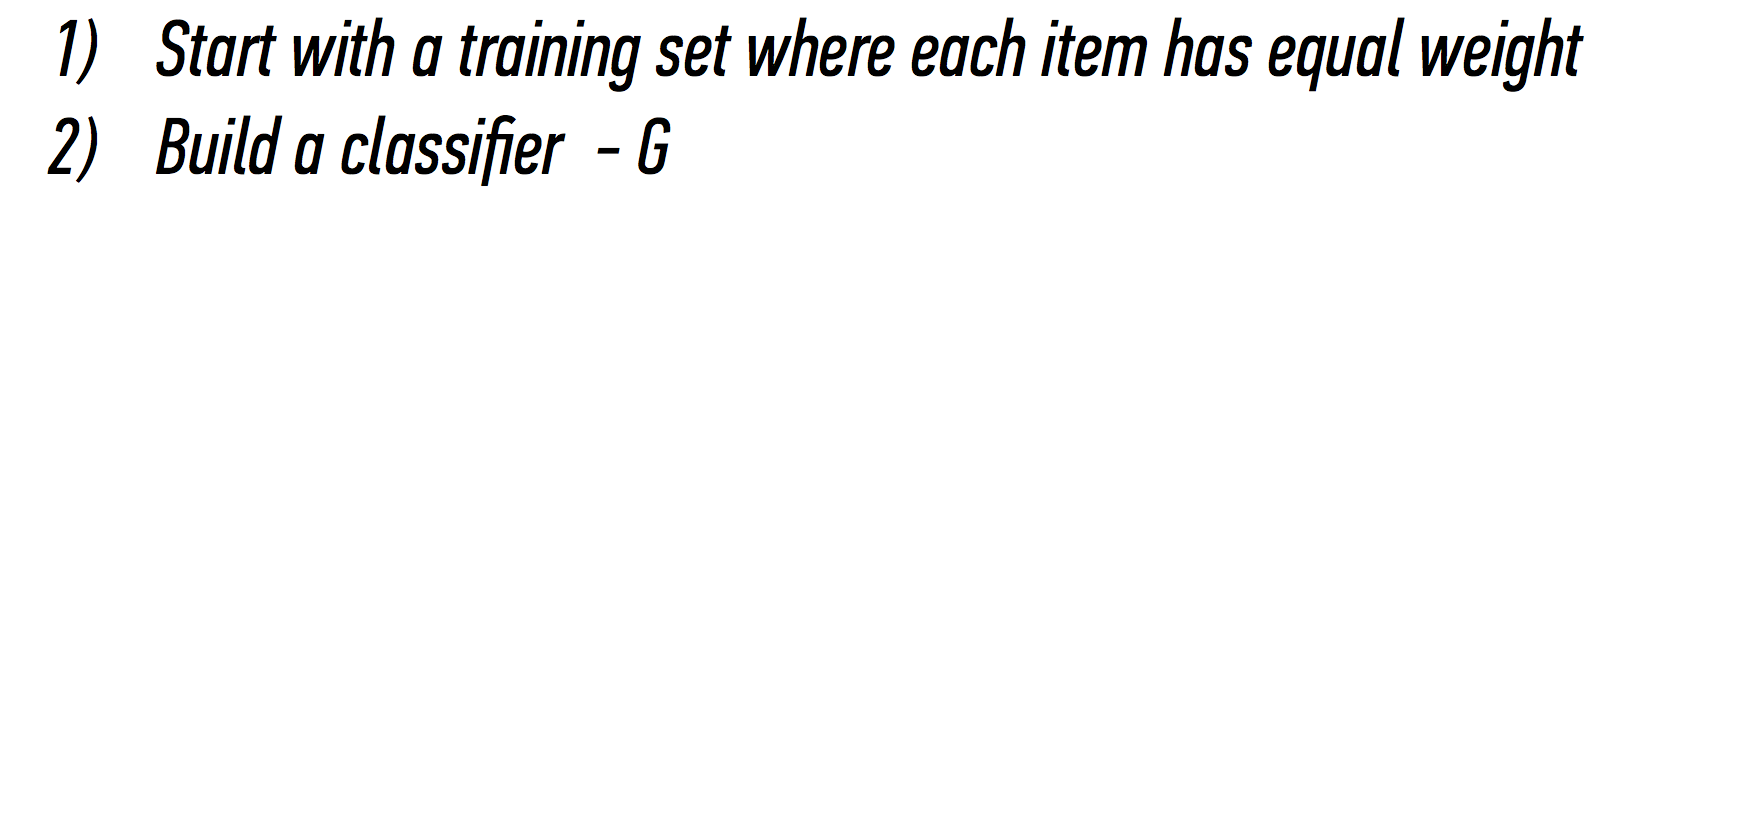 1) Start with a training set where each item has equal weight
2) Build a classifier - G